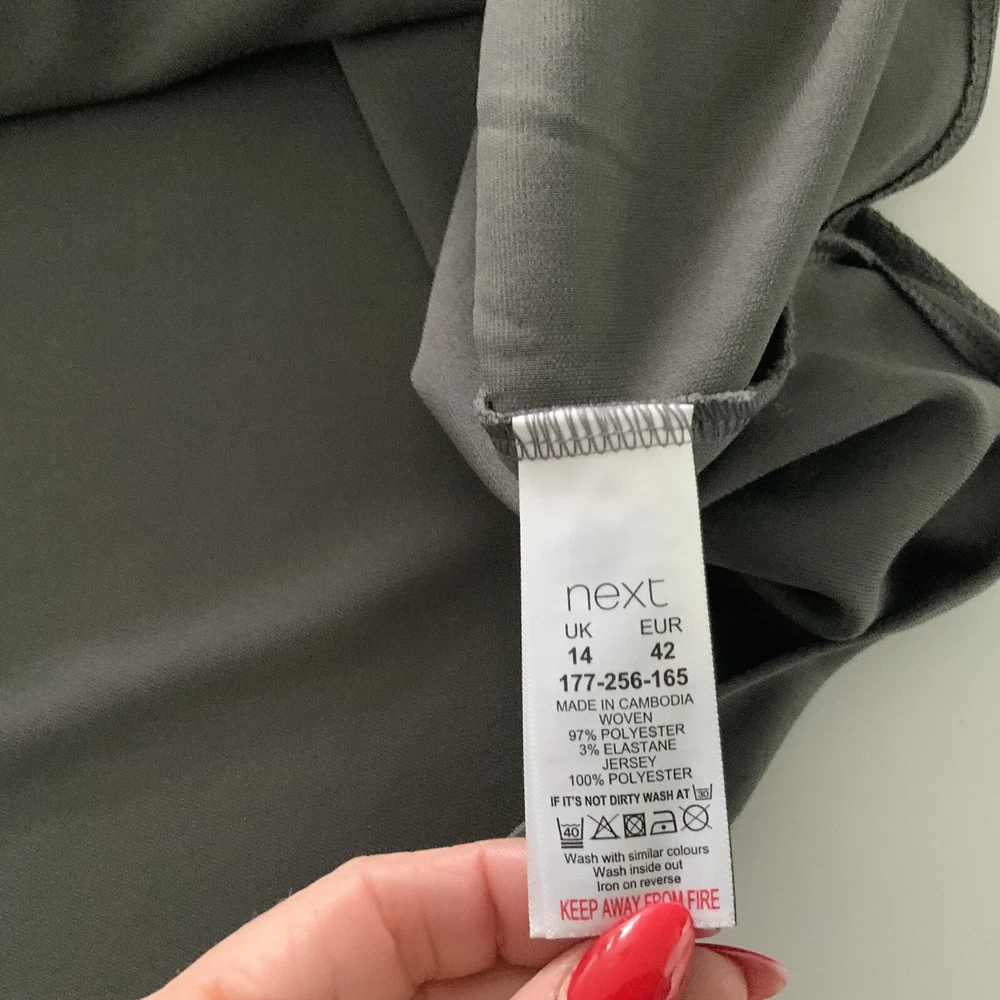 next
UK EUR
14 42
177-256-165
MADE IN CAMBODIA
WOVEN
97% POLYESTER
3% ELASTANE
JERSEY
100% POLYESTER
IF IT'S NOT DIRTY WASH AT 30
40
Wash with similar colours
Wash inside out
Iron on reverse
KEEP AWAY FROM FIRE